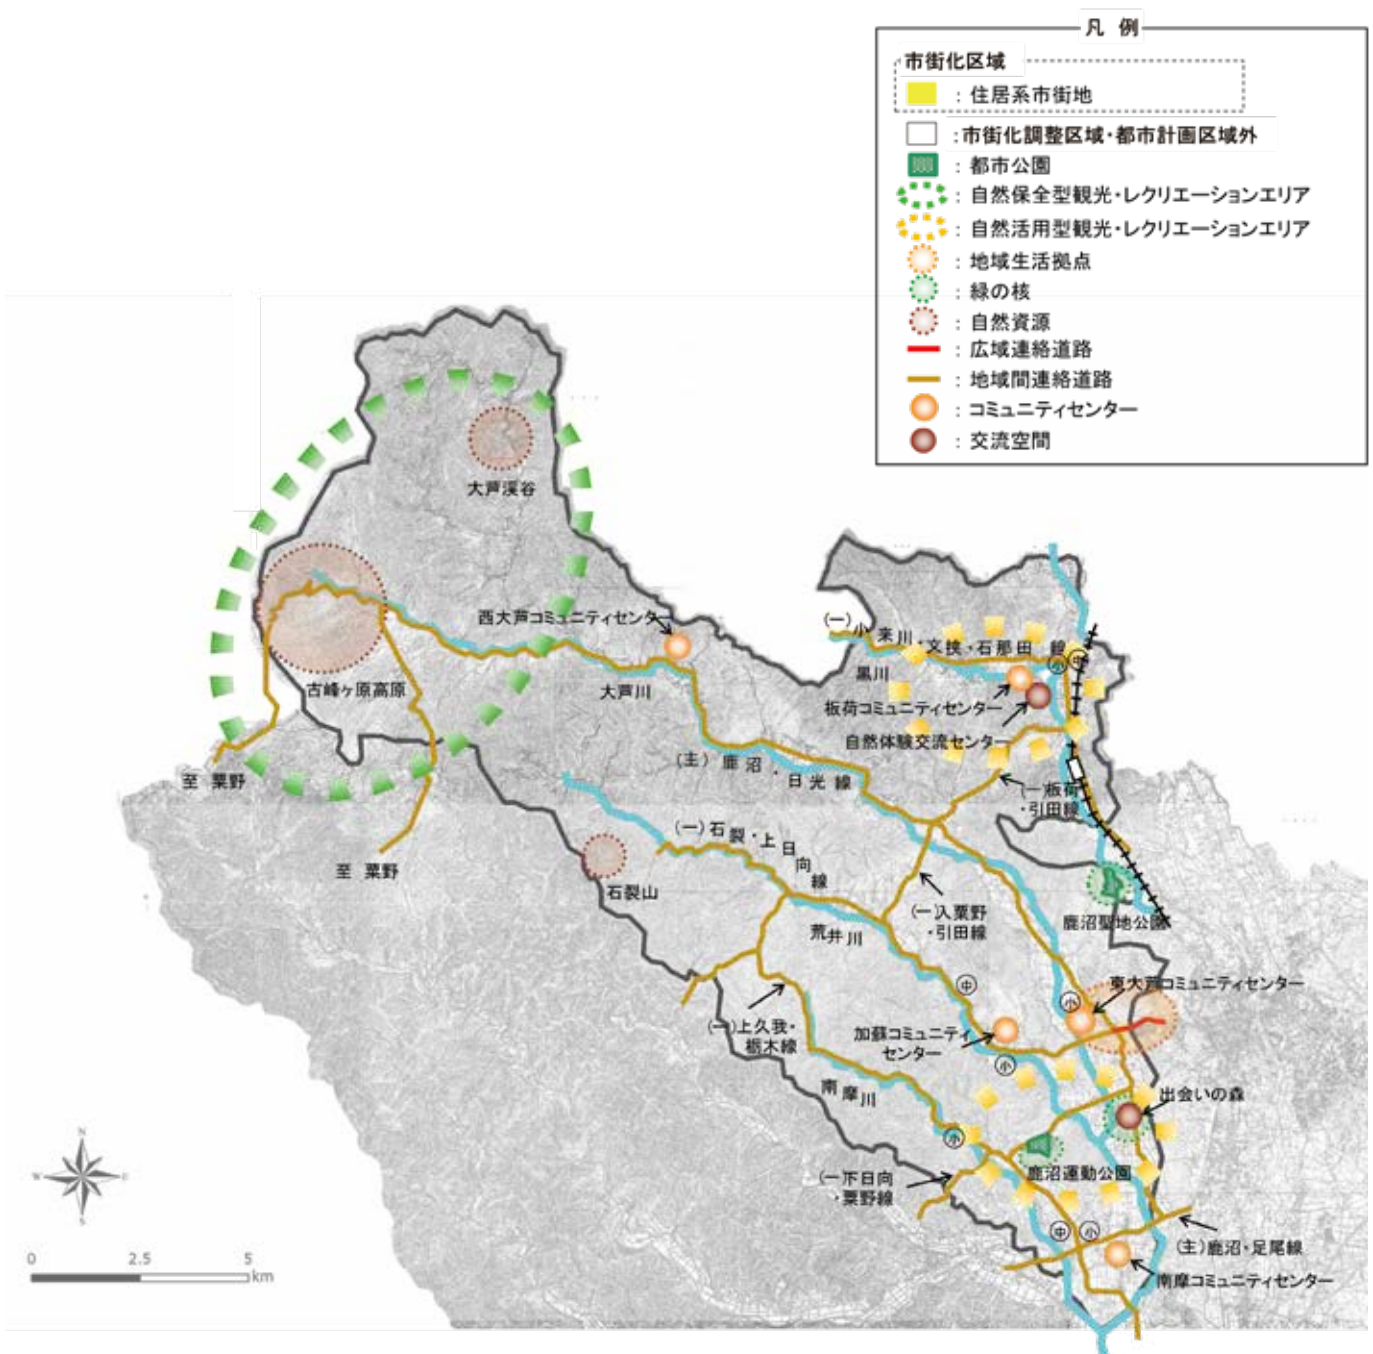 凡 例
市街化区域
：住居系市街地
：市街化調整区域・都市計画区域外
：都市公園
：自然保全型観光・レクリエーションエリア
：自然活用型観光・レクリエーションエリア
：地域生活拠点
：緑の核
：自然資源
：広域連絡道路
：地域間連絡道路
：コミュニティセンター
：交流空間
大芦渓谷
西大芦コミュニティセンター
(一)小来川・文挟・石那田線
小
中
黒川
古峰ヶ原高原
大芦川
板荷コミュニティセンター
自然体験交流センター
(主)鹿沼・日光線
至 粟野
(一)板荷
・引田線
(一)石裂・上日向線
至 粟野
石裂山
(一)入粟野
・引田線
鹿沼聖地公園
荒井川
中
東大芦コミュニティセンター
小
(一)上久我・
栃木線
加蘇コミュニティ
センター
小
南摩川
出会いの森
小
鹿沼運動公園
(一)下日向
・粟野線
中
小
(主)鹿沼・足尾線
南摩コミュニティセンター
N
W
E
S
0
2.5
5
km